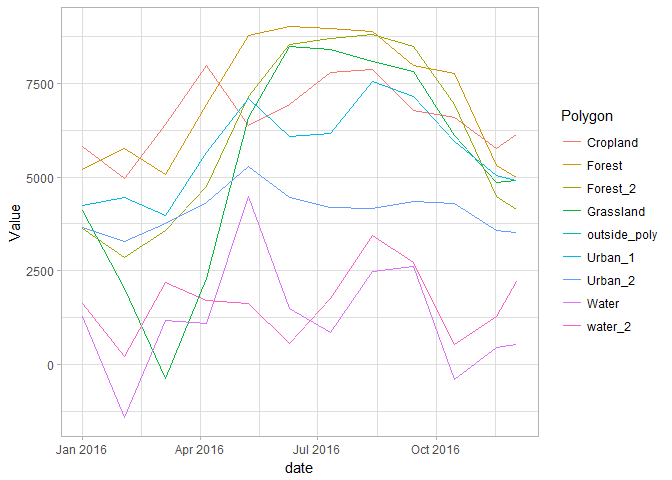 7500
5000
2500
0
Value
Jan 2016
Apr 2016
Jul 2016
Oct 2016
date
Polygon
Cropland
Forest
Forest_2
Grassland
outside_poly
Urban_1
Urban_2
Water
water_2